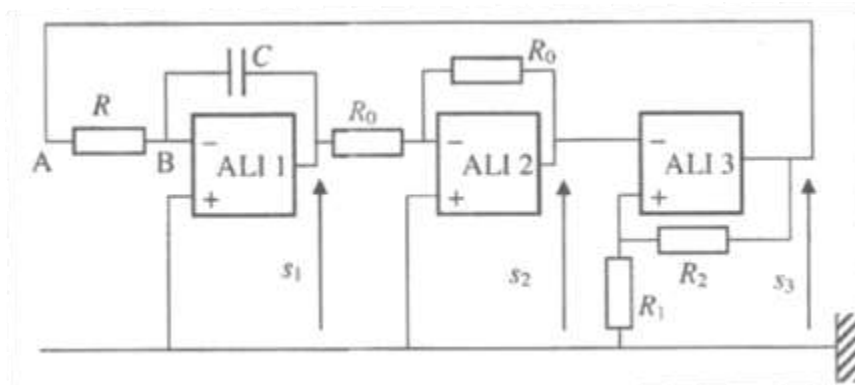 C
R₀
R
R₀
A
B
−
ALI 1
+
−
ALI 2
+
−
ALI 3
+
s₁
s₂
R₂
s₃
R₁